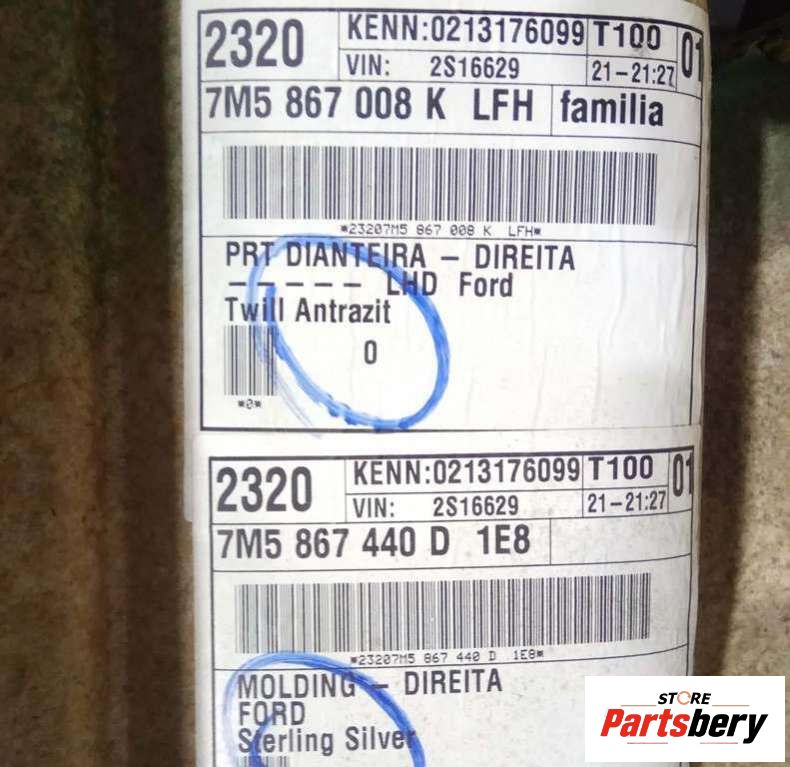 2320 KENN:0213176099 T100 01
VIN: 2S16629 21-21:27
7M5 867 008 K LFH familia
*23207M5 867 008 K LFH*
PRT DIANTEIRA - DIREITA
----- LHD Ford
Twill Antrazit
0
*0*
2320 KENN:0213176099 T100 01
VIN: 2S16629 21-21:27
7M5 867 440 D 1E8
*23207M5 867 440 D 1E8*
MOLDING - DIREITA
FORD
Sterling Silver
STORE
Partsbery